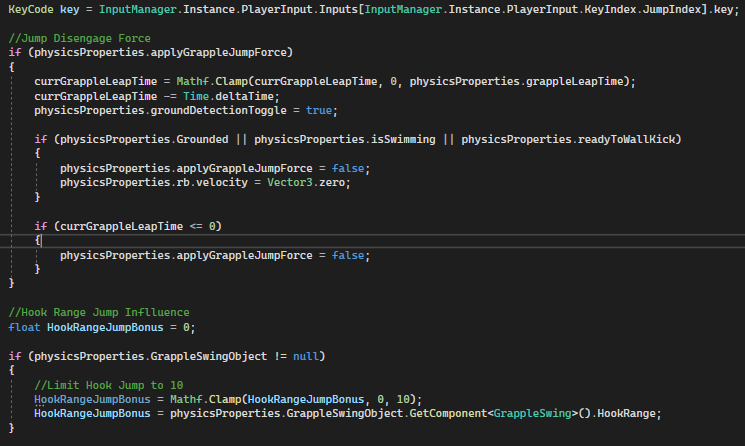 KeyCode key = InputManager.Instance.PlayerInput.Inputs[InputManager.Instance.PlayerInput.KeyIndex.JumpIndex].key;
//Jump Disengage Force
if (physicsProperties.applyGrappleJumpForce)
{
currGrappleLeapTime = Mathf.Clamp(currGrappleLeapTime, 0, physicsProperties.grappleLeapTime);
currGrappleLeapTime -= Time.deltaTime;
physicsProperties.groundDetectionToggle = true;
if (physicsProperties.Grounded || physicsProperties.isSwimming || physicsProperties.readyToWallKick)
{
physicsProperties.applyGrappleJumpForce = false;
physicsProperties.rb.velocity = Vector3.zero;
}
if (currGrappleLeapTime <= 0)
{
physicsProperties.applyGrappleJumpForce = false;
}
}
//Hook Range Jump Inflluence
float HookRangeJumpBonus = 0;
if (physicsProperties.GrappleSwingObject != null)
{
//Limit Hook Jump to 10
HookRangeJumpBonus = Mathf.Clamp(HookRangeJumpBonus, 0, 10);
HookRangeJumpBonus = physicsProperties.GrappleSwingObject.GetComponent<GrappleSwing>().HookRange;
}